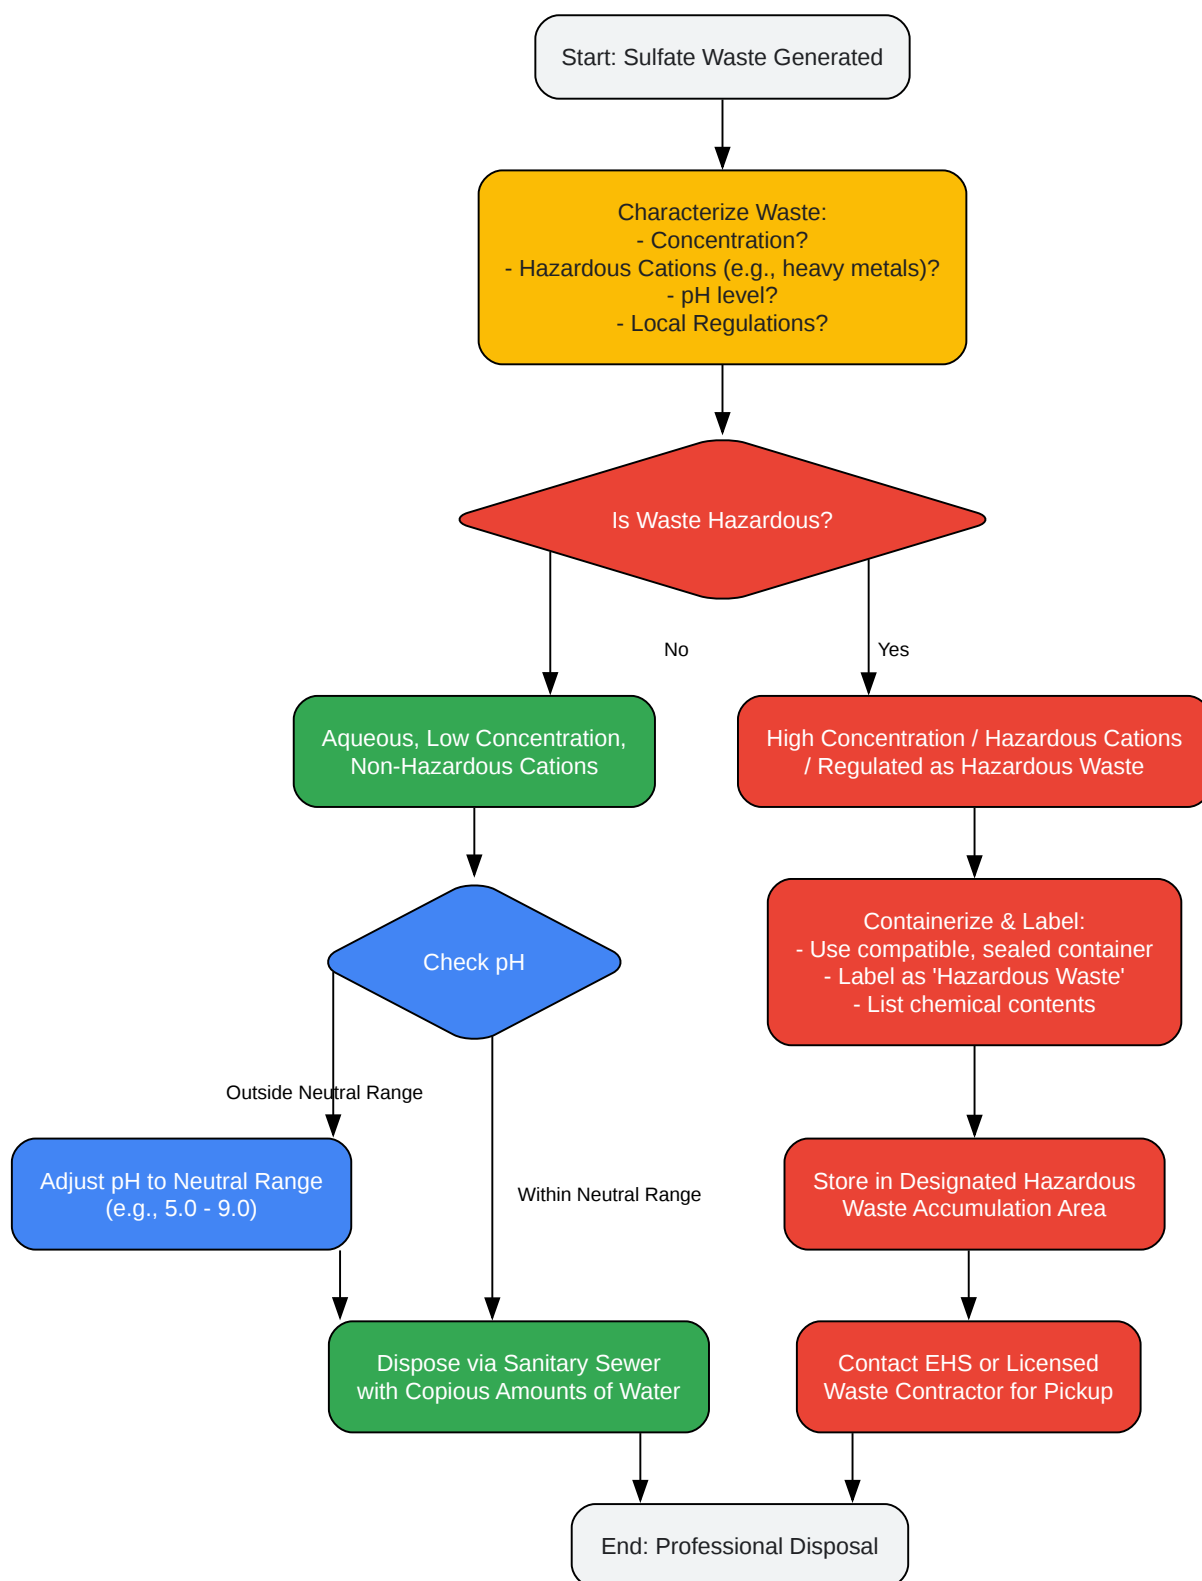 Start: Sulfate Waste Generated
Characterize Waste:
- Concentration?
- Hazardous Cations (e.g., heavy metals)?
- pH level?
- Local Regulations?
Is Waste Hazardous?
No
Yes
Aqueous, Low Concentration,
Non-Hazardous Cations
High Concentration / Hazardous Cations
/ Regulated as Hazardous Waste
Check pH
Containerize & Label:
- Use compatible, sealed container
- Label as 'Hazardous Waste'
- List chemical contents
Outside Neutral Range
Within Neutral Range
Adjust pH to Neutral Range
(e.g., 5.0 - 9.0)
Store in Designated Hazardous
Waste Accumulation Area
Dispose via Sanitary Sewer
with Copious Amounts of Water
Contact EHS or Licensed
Waste Contractor for Pickup
End: Professional Disposal